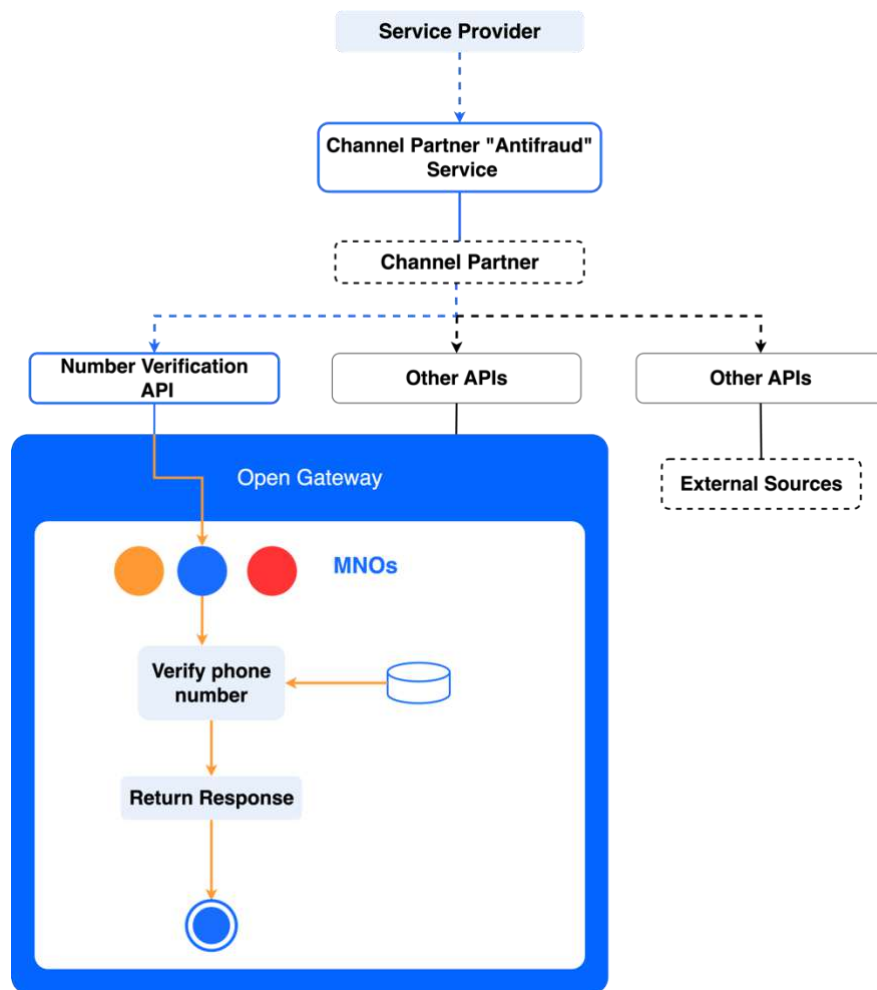 Service Provider
Channel Partner "Antifraud"
Service
Channel Partner
Number Verification
API
Other APIs
Other APIs
Open Gateway
External Sources
MNOs
Verify phone
number
Return Response